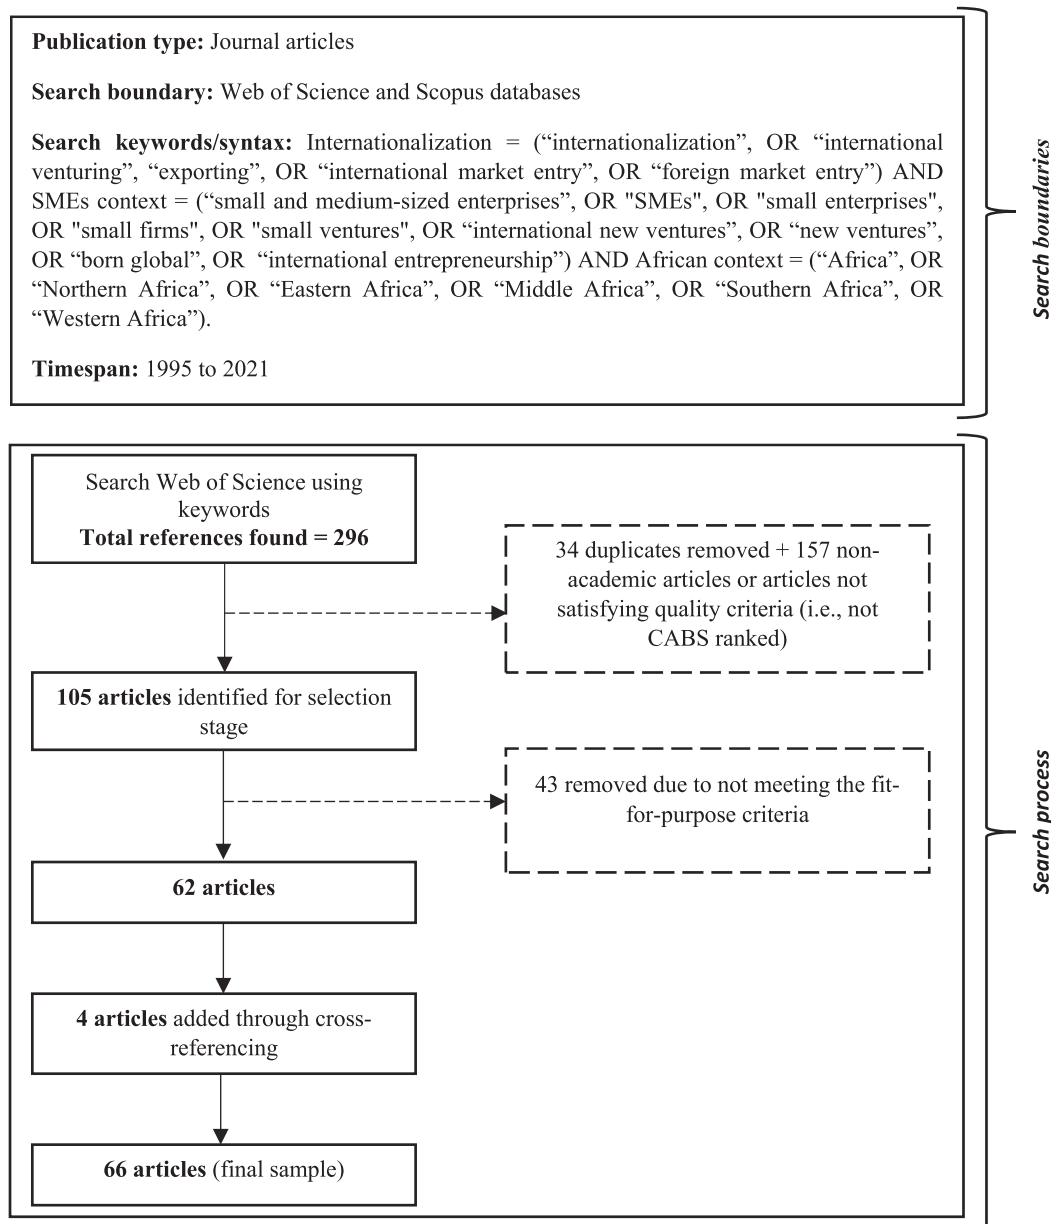 Publication type: Journal articles
Search boundary: Web of Science and Scopus databases
Search keywords/syntax: Internationalization = (“internationalization”, OR “international
venturing”, “exporting”, OR “international market entry”, OR “foreign market entry”) AND
SMEs context = (“small and medium-sized enterprises”, OR "SMEs", OR "small enterprises",
OR "small firms", OR "small ventures", OR “international new ventures”, OR “new ventures”,
OR “born global”, OR “international entrepreneurship”) AND African context = (“Africa”, OR
“Northern Africa”, OR “Eastern Africa”, OR “Middle Africa”, OR “Southern Africa”, OR
“Western Africa”).
Timespan: 1995 to 2021
Search boundaries
Search Web of Science using
keywords
Total references found = 296
34 duplicates removed + 157 non-
academic articles or articles not
satisfying quality criteria (i.e., not
CABS ranked)
105 articles identified for selection
stage
43 removed due to not meeting the fit-
for-purpose criteria
62 articles
4 articles added through cross-
referencing
66 articles (final sample)
Search process